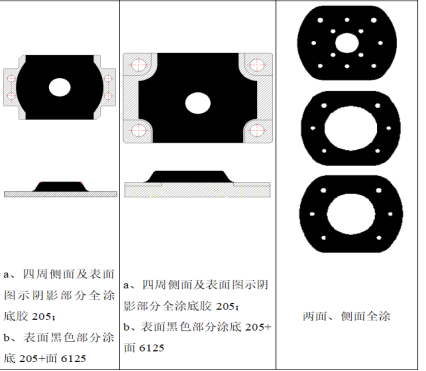 a、四周侧面及表面
图示阴影部分全涂
底胶 205；
b、表面黑色部分涂
底 205+面 6125
a、四周侧面及表面图示阴
影部分全涂底胶 205；
b、表面黑色部分涂底 205+
面 6125
两面、侧面全涂